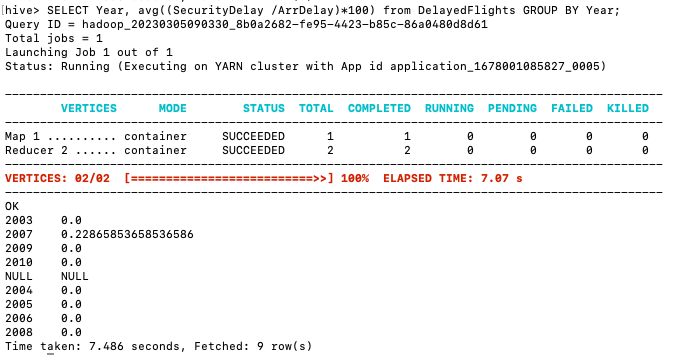 [hive> SELECT Year, avg((SecurityDelay /ArrDelay)*100) from DelayedFlights GROUP BY Year;
Query ID = hadoop_20230305090330_8b0a2682-fe95-4423-b85c-86a0480d8d61
Total jobs = 1
Launching Job 1 out of 1
Status: Running (Executing on YARN cluster with App id application_1678001085827_0005)
----------------------------------------------------------------------------------------------
VERTICES MODE STATUS TOTAL COMPLETED RUNNING PENDING FAILED KILLED
----------------------------------------------------------------------------------------------
Map 1 .......... container SUCCEEDED 1 1 0 0 0 0
Reducer 2 ...... container SUCCEEDED 2 2 0 0 0 0
----------------------------------------------------------------------------------------------
VERTICES: 02/02 [==========================>>] 100% ELAPSED TIME: 7.07 s
----------------------------------------------------------------------------------------------
OK
2003 0.0
2007 0.22865853658536586
2009 0.0
2010 0.0
NULL NULL
2004 0.0
2005 0.0
2006 0.0
2008 0.0
Time taken: 7.486 seconds, Fetched: 9 row(s)